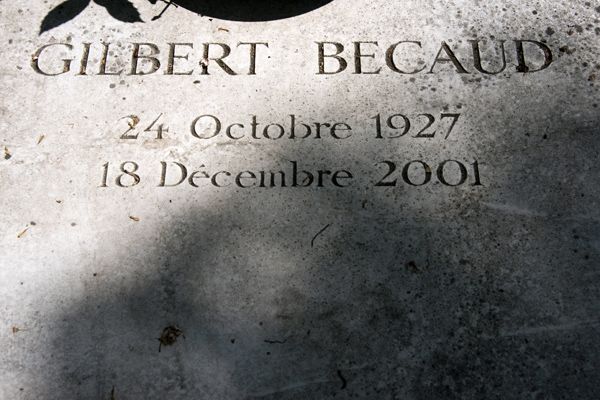 GILBERT BECAUD
24 Octobre 1927
18 Décembre 2001